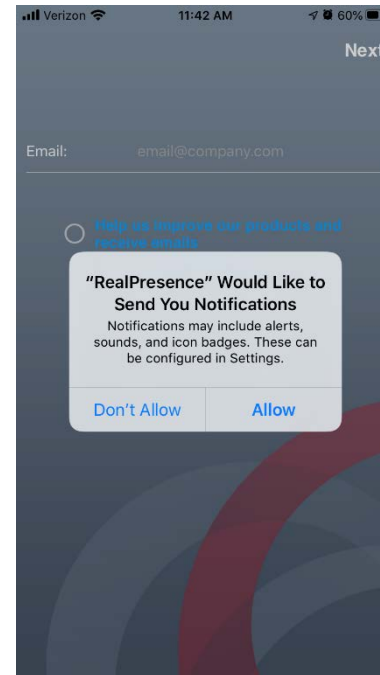 Verizon 11:42 AM 60%
Next
Email: email@company.com
Help us improve our products and
receive emails
"RealPresence" Would Like to
Send You Notifications
Notifications may include alerts,
sounds, and icon badges. These can
be configured in Settings.
Don't Allow Allow